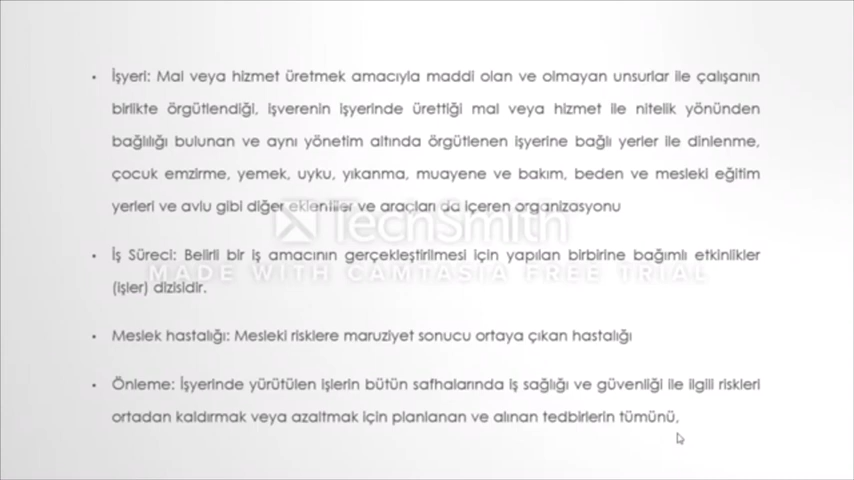 • İşyeri: Mal veya hizmet üretmek amacıyla maddi olan ve olmayan unsurlar ile çalışanın
birlikte örgütlendiği, işverenin işyerinde ürettiği mal veya hizmet ile nitelik yönünden
bağlılığı bulunan ve aynı yönetim altında örgütlenen işyerine bağlı yerler ile dinlenme,
çocuk emzirme, yemek, uyku, yıkanma, muayene ve bakım, beden ve mesleki eğitim
yerleri ve avlu gibi diğer eklentiler ve araçları da içeren organizasyonu
TechSmith
• İş Süreci: Belirli bir iş amacının gerçekleştirilmesi için yapılan birbirine bağımlı etkinlikler
MADE WITH CAMTASIA FREE TRIAL
(işler) dizisidir.
• Meslek hastalığı: Mesleki risklere maruziyet sonucu ortaya çıkan hastalığı
• Önleme: İşyerinde yürütülen işlerin bütün safhalarında iş sağlığı ve güvenliği ile ilgili riskleri
ortadan kaldırmak veya azaltmak için planlanan ve alınan tedbirlerin tümünü,